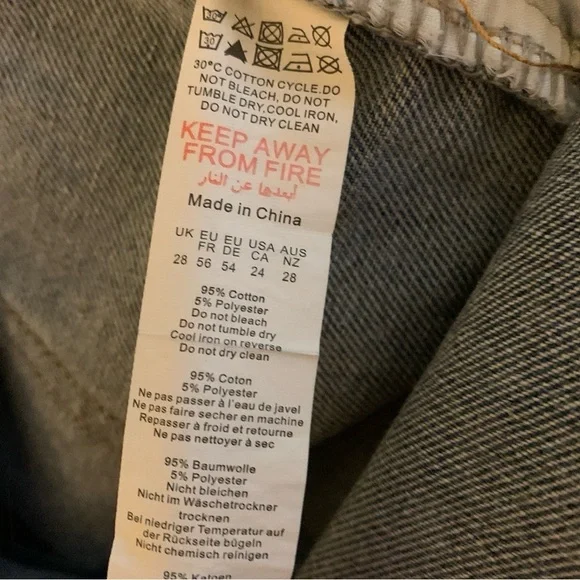 30°C COTTON CYCLE.DO
NOT BLEACH, DO NOT
TUMBLE DRY.COOL IRON,
DO NOT DRY CLEAN
KEEP AWAY
FROM FIRE
أبعدها عن النار
Made in China
UK EU EU USA AUS
FR DE CA NZ
28 56 54 24 28
95% Cotton
5% Polyester
Do not bleach
Do not tumble dry
Cool iron on reverse
Do not dry clean
95% Coton
5% Polyester
Ne pas passer à l'eau de javel
Ne pas faire secher en machine
Repasser à froid et retourne
Ne pas nettoyer à sec
95% Baumwolle
5% Polyester
Nicht bleichen
Nicht im Wäschetrockner
trocknen
Bei niedriger Temperatur auf
der Rückseite bügeln
Nicht chemisch reinigen
95% Katoen